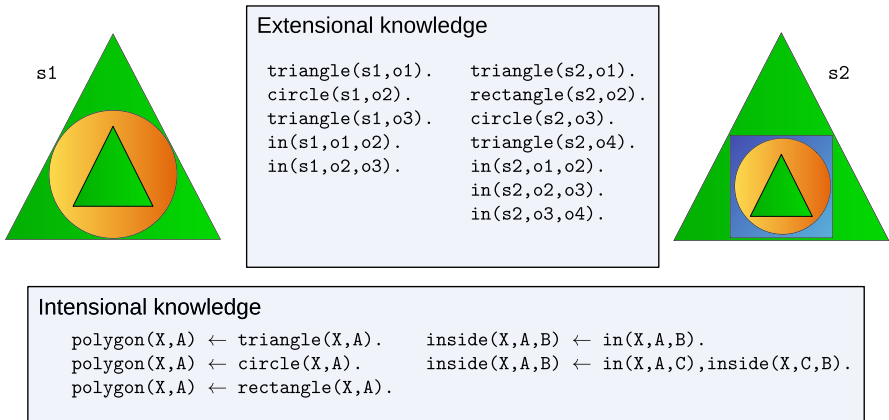 s1
Extensional knowledge
triangle(s1,o1).
circle(s1,o2).
triangle(s1,o3).
in(s1,o1,o2).
in(s1,o2,o3).
triangle(s2,o1).
rectangle(s2,o2).
circle(s2,o3).
triangle(s2,o4).
in(s2,o1,o2).
in(s2,o2,o3).
in(s2,o3,o4).
s2
Intensional knowledge
polygon(X,A) ← triangle(X,A).
polygon(X,A) ← circle(X,A).
polygon(X,A) ← rectangle(X,A).
inside(X,A,B) ← in(X,A,B).
inside(X,A,B) ← in(X,A,C),inside(X,C,B).